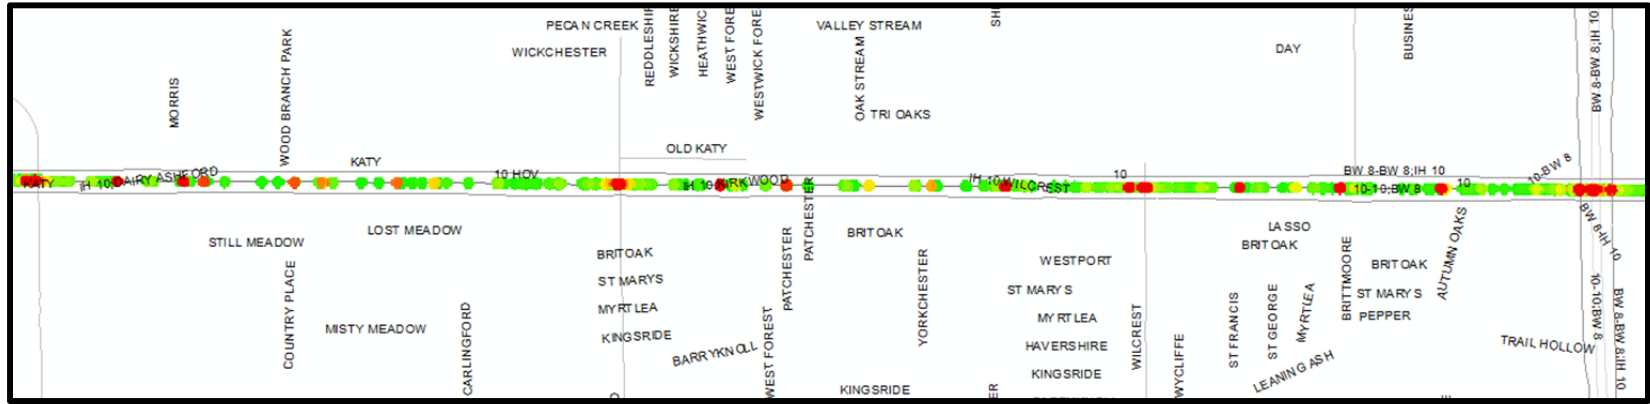 PECAN CREEK
WICKCHESTER
MORRIS
WOOD BRANCH PARK
WICKSHIRE
HEATHWIC
WEST FORE
WESTWICK FORE
VALLEY STREAM
OAK STREAM
TRI OAKS
DAY
BUSINES
BW 8-BW 8;IH 10
KATY
OLD KATY
KATY
IH 10;DAIRY ASHFORD
10 HOV
PATCHESTER
IH 10;WILCREST
10
BW 8-BW 8;IH 10
10-10;BW 8
10
10-BW 8
STILL MEADOW
LOST MEADOW
COUNTRY PLACE
MISTY MEADOW
CARLINGFORD
BRITOAK
ST MARYS
MYRTLEA
KINGSRIDE
BARRYKNOLL
WEST FOREST
PATCHESTER
BRITOAK
YORKCHESTER
KINGSRIDE
WESTPORT
ST MARYS
MYRTLEA
HAVERSHIRE
KINGSRIDE
WILCREST
WYCLIFFE
ST FRANCIS
LASSO
BRITOAK
ST GEORGE
MYRTLEA
LEANING ASH
BRITTMOORE
BRITOAK
ST MARYS
PEPPER
AUTUMN OAKS
TRAIL HOLLOW
BW 8-IH 10
10-10;BW 8
BW 8-BW 8;IH 10